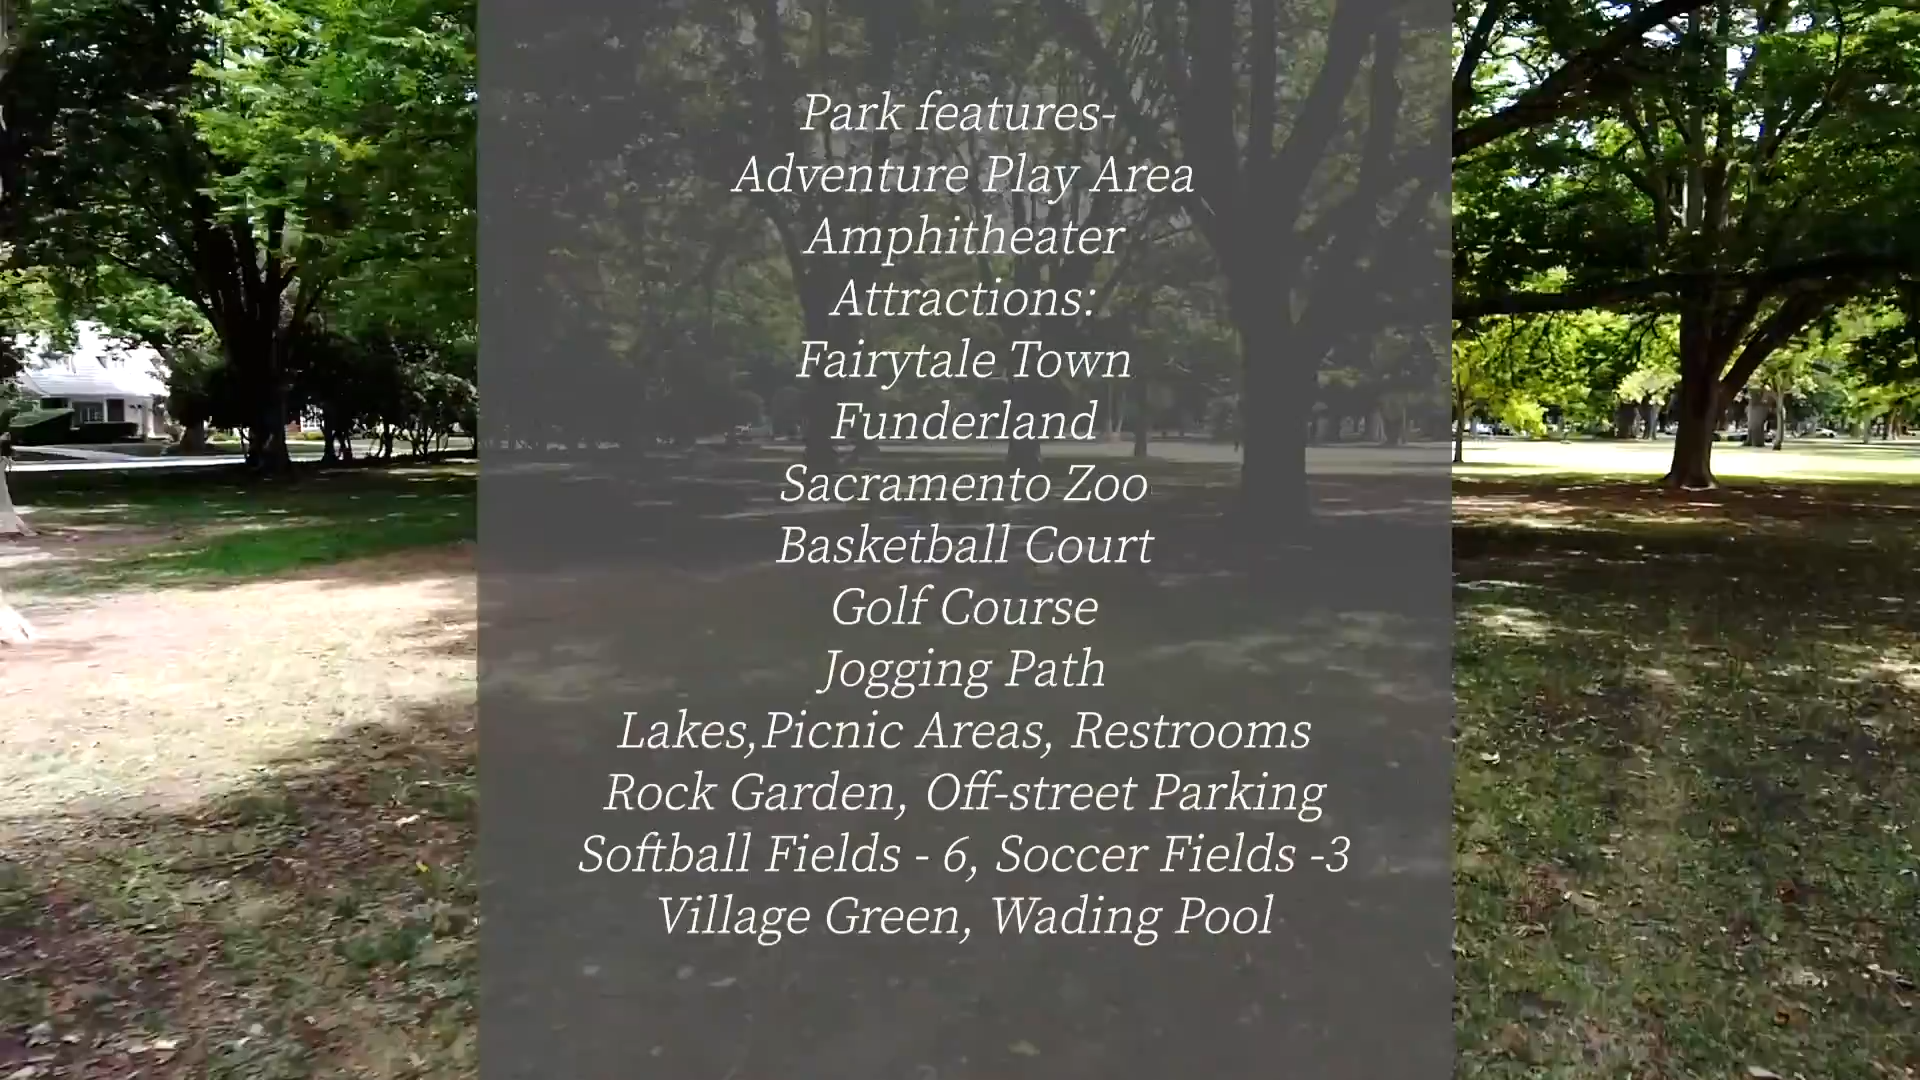 Park features-
Adventure Play Area
Amphitheater
Attractions:
Fairytale Town
Funderland
Sacramento Zoo
Basketball Court
Golf Course
Jogging Path
Lakes,Picnic Areas, Restrooms
Rock Garden, Off-street Parking
Softball Fields - 6, Soccer Fields -3
Village Green, Wading Pool